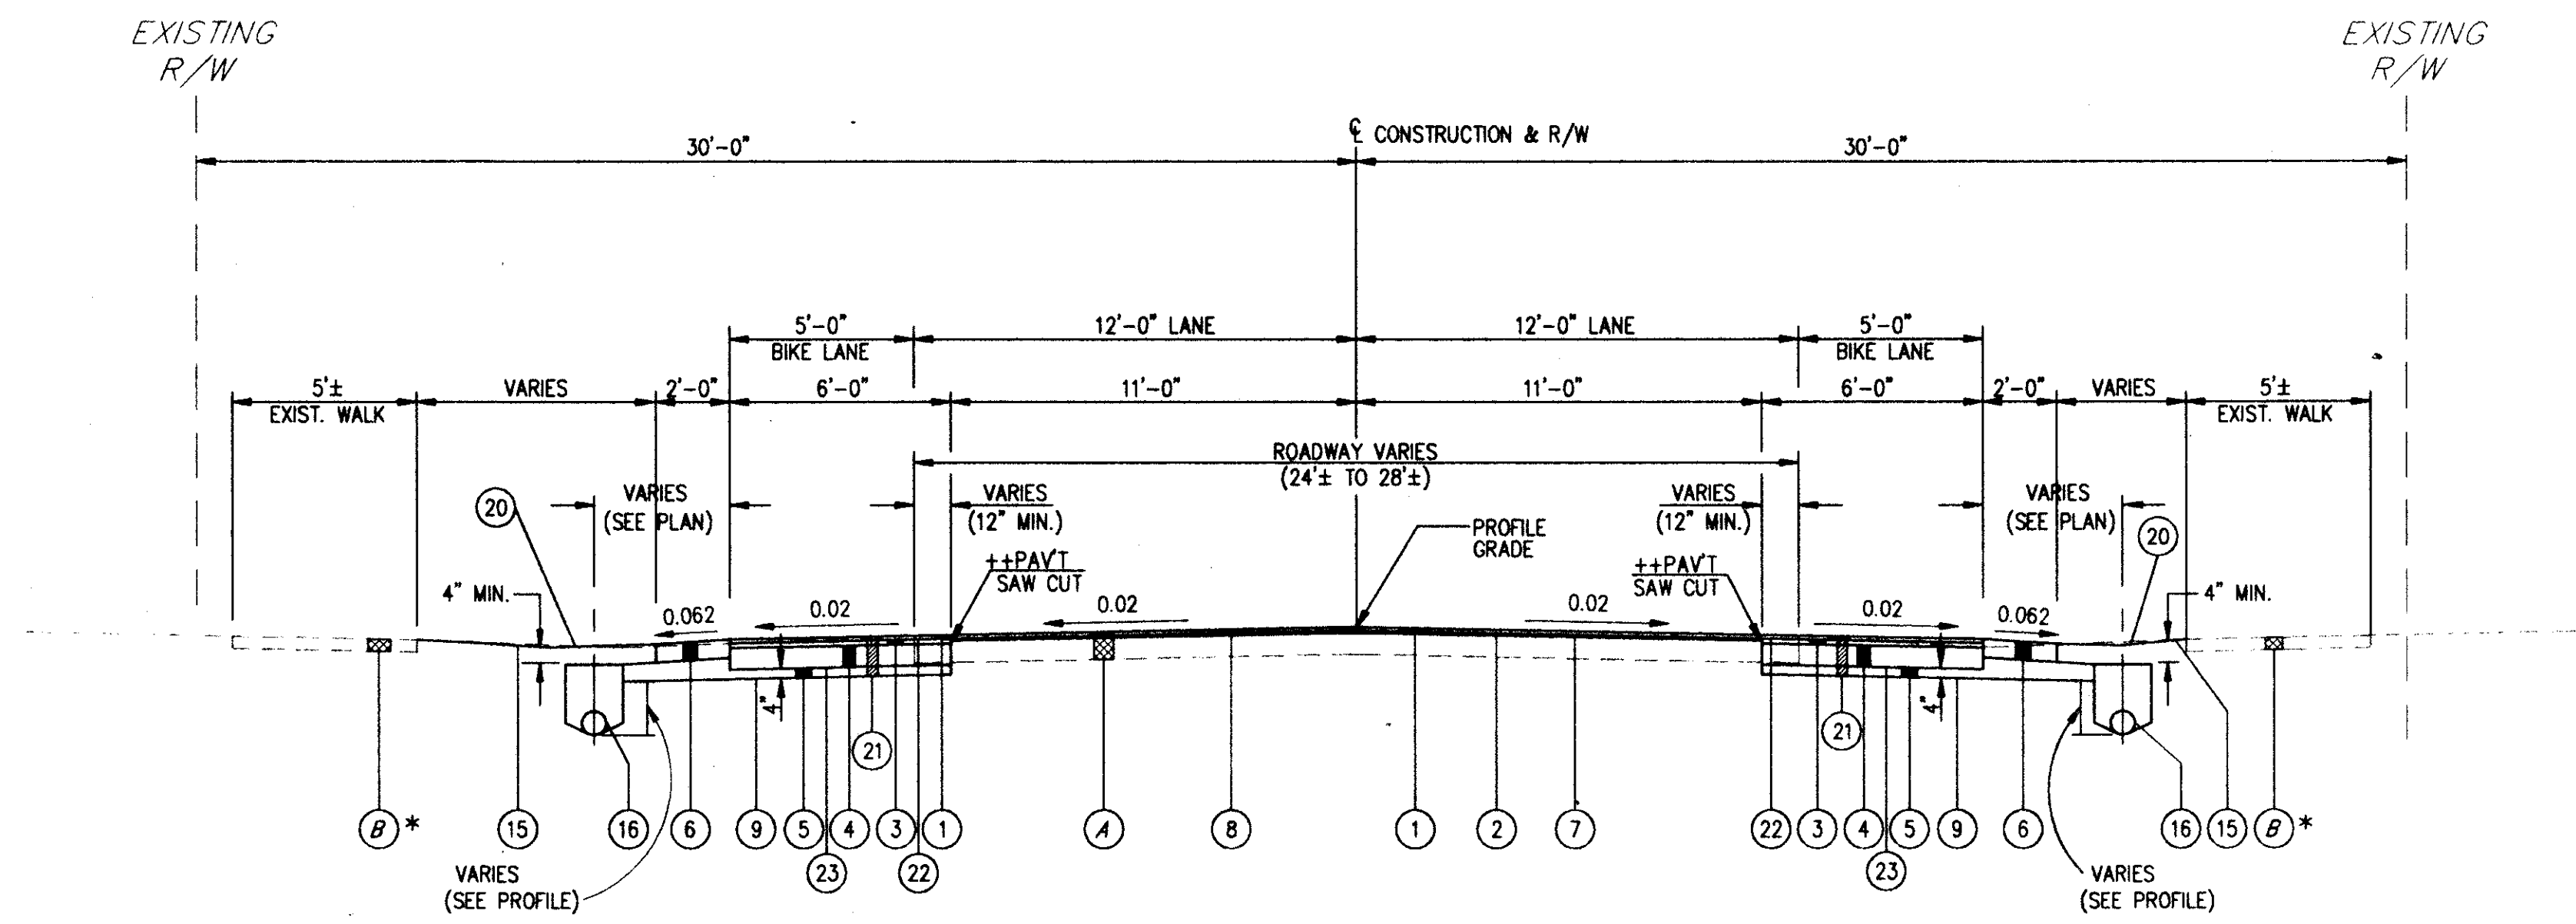 EXISTING
R/W
EXISTING
R/W
℄ CONSTRUCTION & R/W
30'-0"
30'-0"
5'-0"
BIKE LANE
12'-0" LANE
12'-0" LANE
5'-0"
BIKE LANE
5'±
EXIST. WALK
VARIES
2'-0"
6'-0"
11'-0"
11'-0"
6'-0"
2'-0"
VARIES
5'±
EXIST. WALK
ROADWAY VARIES
(24'± TO 28'±)
20
VARIES
(SEE PLAN)
VARIES
(12" MIN.)
VARIES
(12" MIN.)
VARIES
(SEE PLAN)
20
PROFILE
GRADE
++PAV'T
SAW CUT
++PAV'T
SAW CUT
4" MIN.
0.062
0.02
0.02
0.02
0.02
0.062
4" MIN.
4"
4"
21
21
B *
15
16
6
9
5
4
3
1
A
8
1
2
7
22
3
4
5
9
6
16
15
B *
23
22
23
VARIES
(SEE PROFILE)
VARIES
(SEE PROFILE)